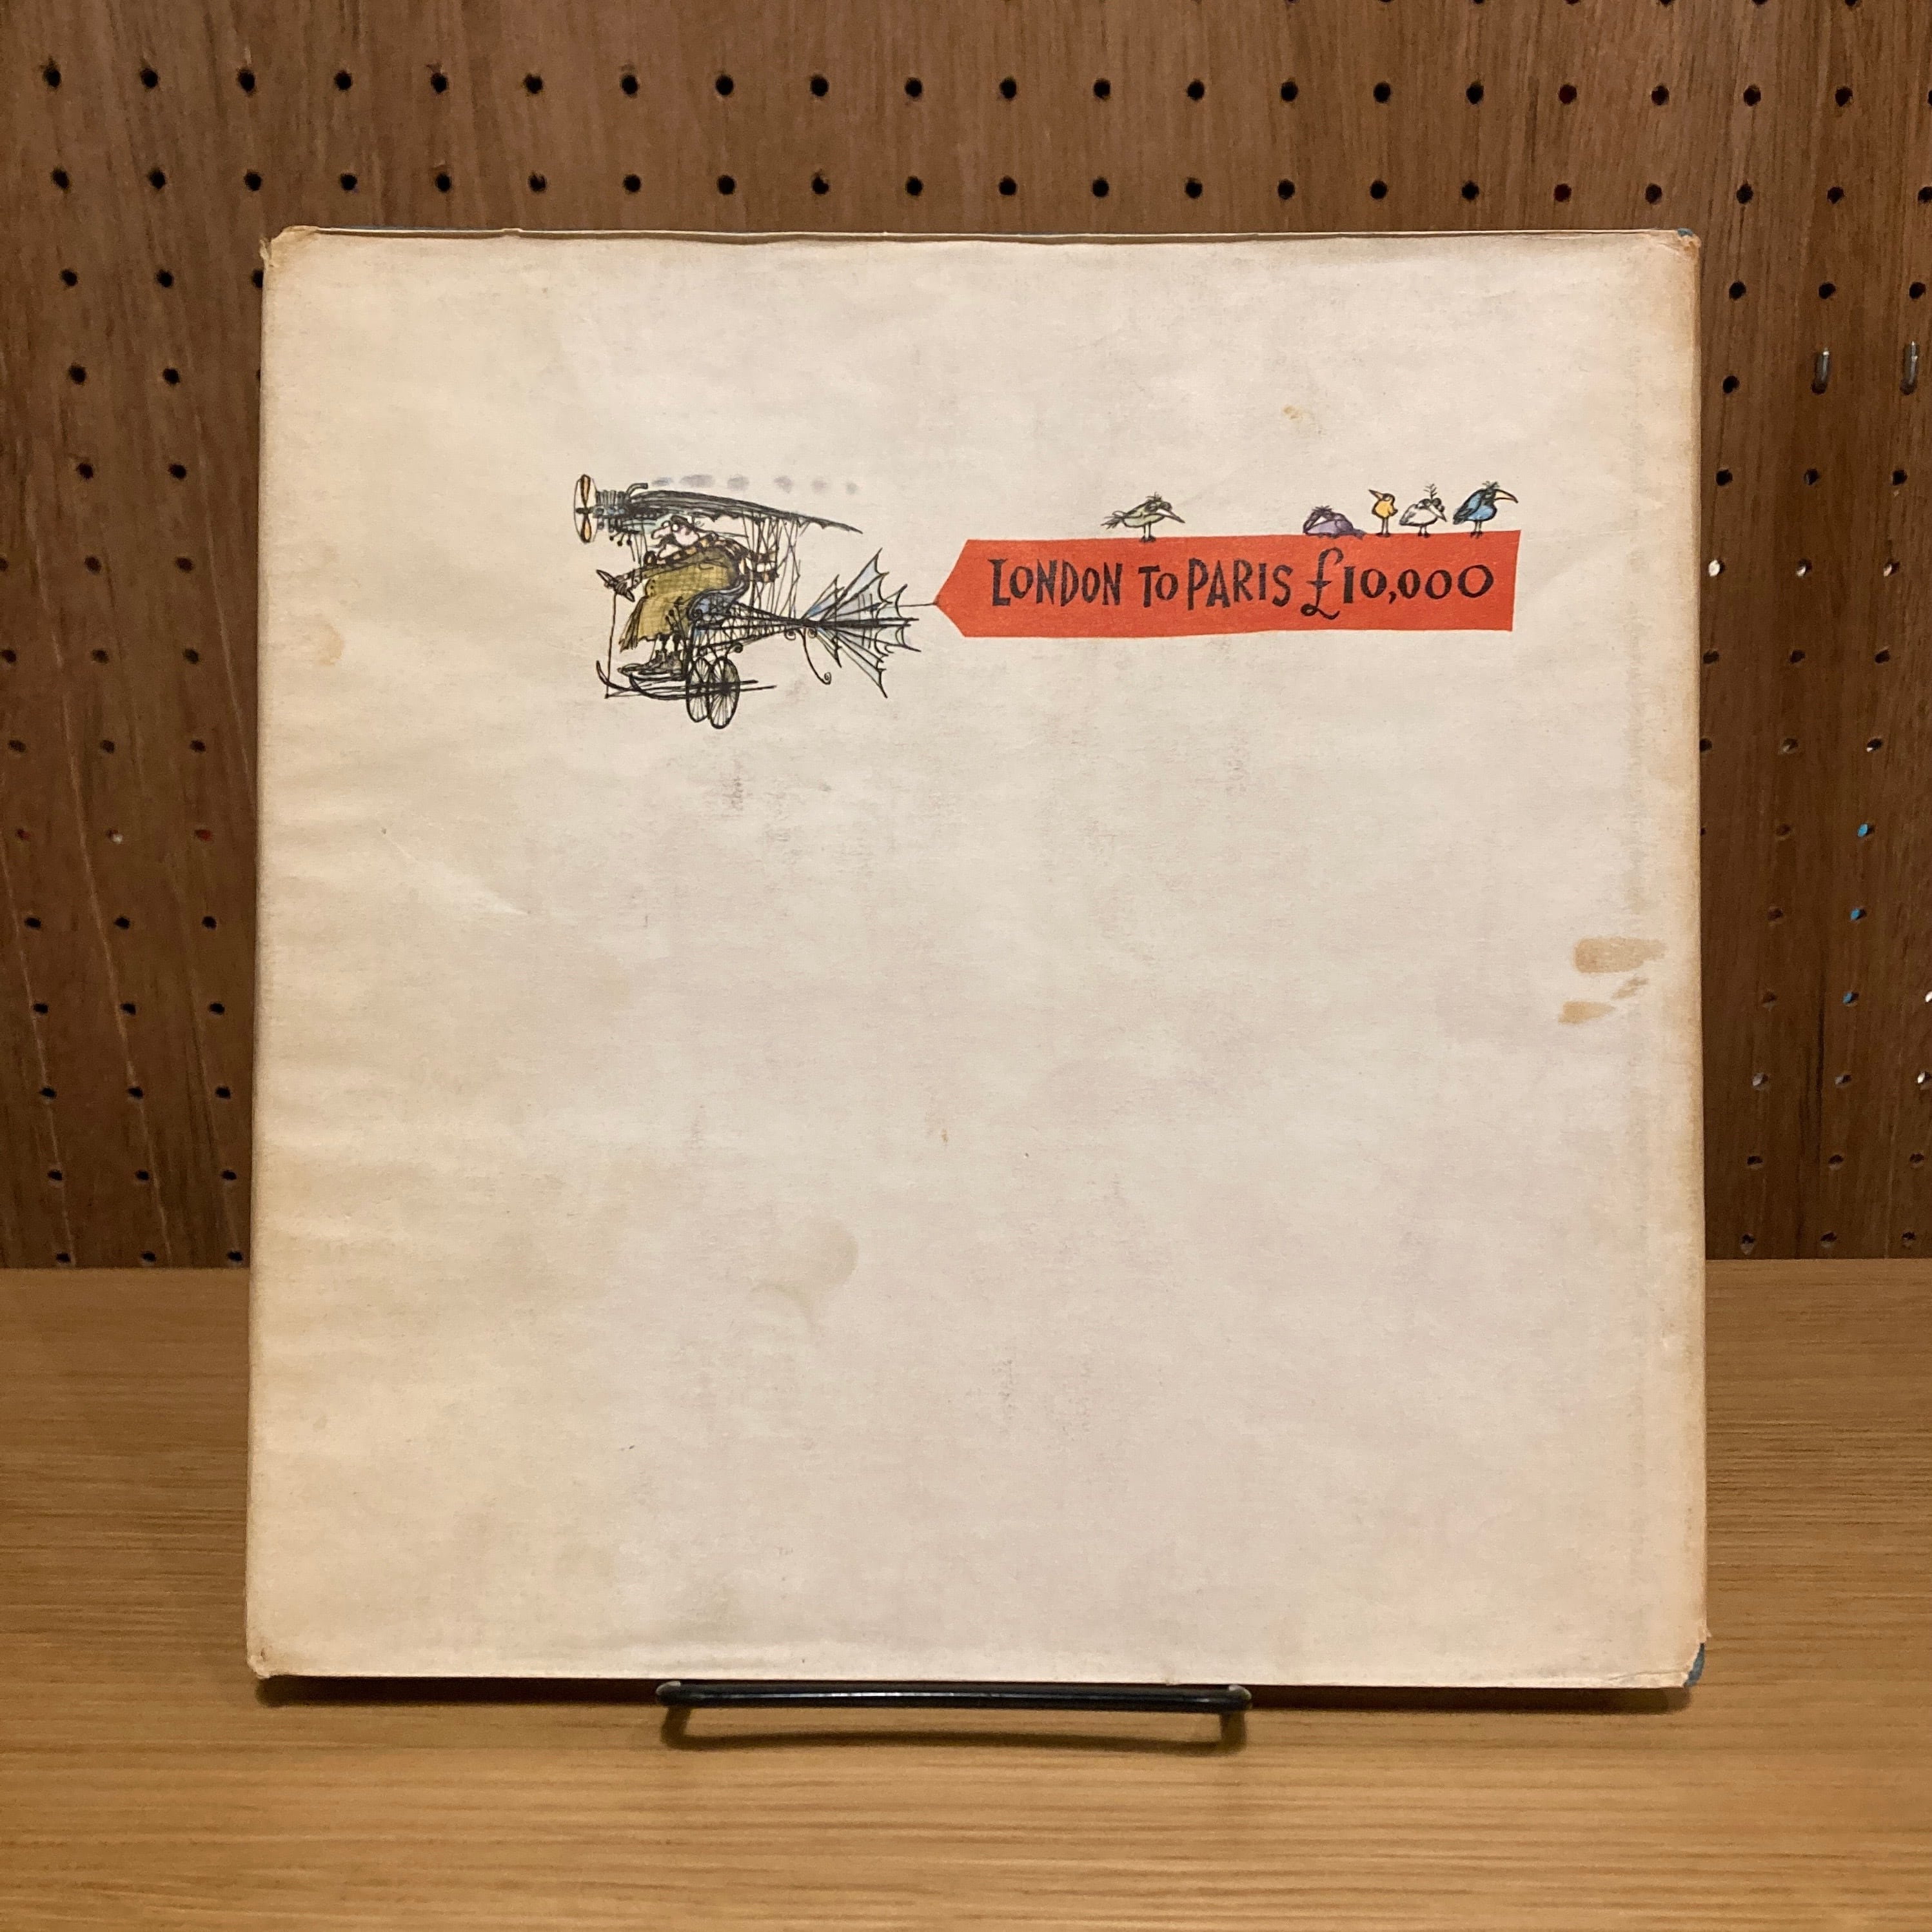 LONDON TO PARIS £10,000